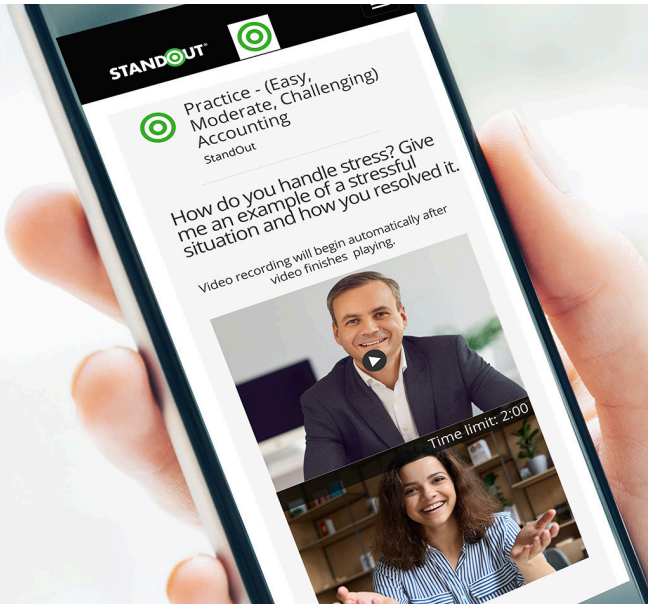 STANDOUT®
Practice - (Easy,
Moderate, Challenging)
Accounting
StandOut
How do you handle stress? Give
me an example of a stressful
situation and how you resolved it.
Video recording will begin automatically after
video finishes playing.
Time limit: 2:00